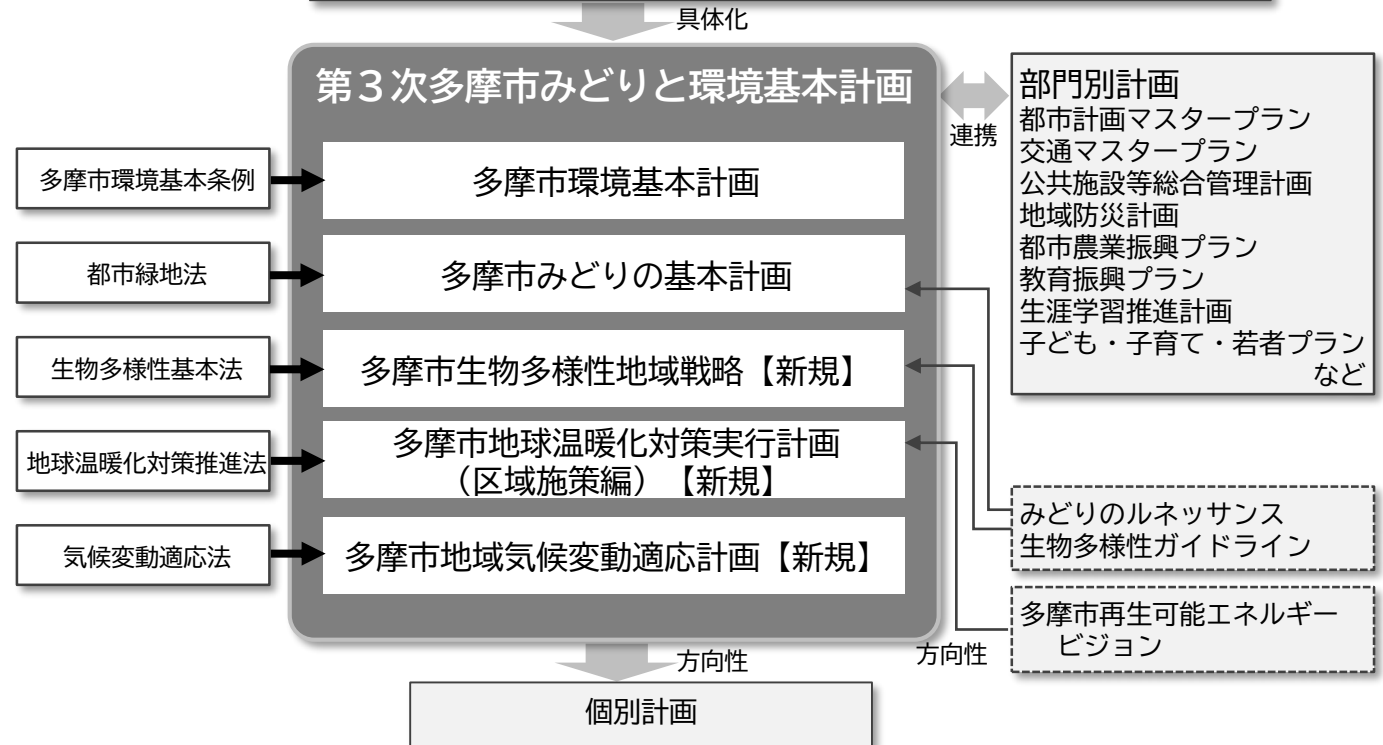 具体化
第3次多摩市みどりと環境基本計画
多摩市環境基本条例
多摩市環境基本計画
都市緑地法
多摩市みどりの基本計画
生物多様性基本法
多摩市生物多様性地域戦略【新規】
地球温暖化対策推進法
多摩市地球温暖化対策実行計画
（区域施策編）【新規】
気候変動適応法
多摩市地域気候変動適応計画【新規】
連携
部門別計画
都市計画マスタープラン
交通マスタープラン
公共施設等総合管理計画
地域防災計画
都市農業振興プラン
教育振興プラン
生涯学習推進計画
子ども・子育て・若者プラン
など
みどりのルネッサンス
生物多様性ガイドライン
多摩市再生可能エネルギー
ビジョン
方向性
方向性
個別計画